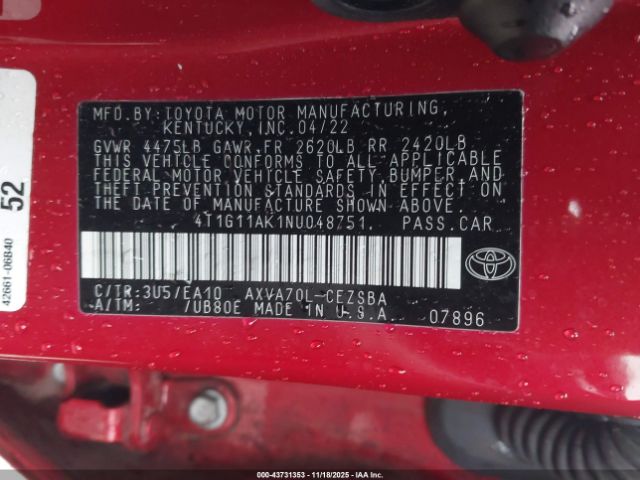 MFD.BY:TOYOTA MOTOR MANUFACTURING,
KENTUCKY,INC.04/22
GVWR 4475LB GAWR FR 2620LB RR 2420LB
THIS VEHICLE CONFORMS TO ALL APPLICABLE
FEDERAL MOTOR VEHICLE SAFETY,BUMPER,AND
THEFT PREVENTION STANDARDS IN EFFECT ON
THE DATE OF MANUFACTURE SHOWN ABOVE.
4T1G11AK1NU048751. PASS.CAR
C/TR:3U5/EA10 AXVA70L-CEZSBA
A/TM: /UB80E MADE IN U.S.A. 07896
52
42661-06B40
000-43731353 | 11/18/2025 | IAA Inc.